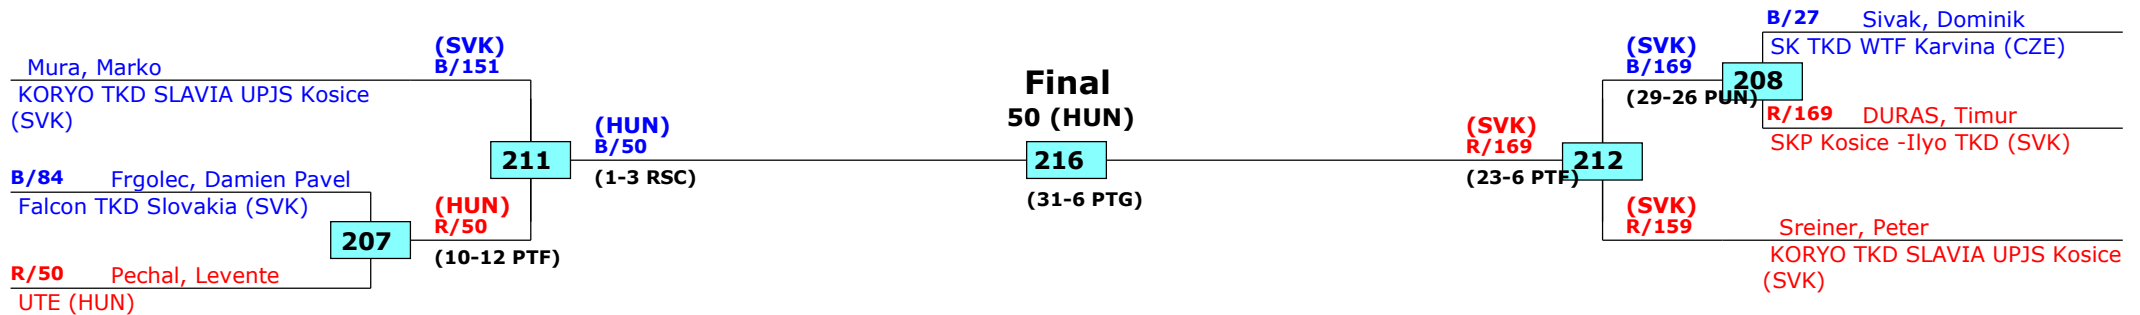 (SVK)
B/151
Mura, Marko
KORYO TKD SLAVIA UPJS Kosice
(SVK)
B/84 Frgolec, Damien Pavel
Falcon TKD Slovakia (SVK)
207
R/50 Pechal, Levente
UTE (HUN)
(HUN)
R/50
(10-12 PTF)
211
(HUN)
B/50
(1-3 RSC)
Final
50 (HUN)
216
(31-6 PTG)
(SVK)
R/169
(23-6 PTF)
212
(SVK)
B/169
(29-26 PUN)
208
B/27 Sivak, Dominik
SK TKD WTF Karvina (CZE)
R/169 DURAS, Timur
SKP Kosice -Ilyo TKD (SVK)
(SVK)
R/159
Sreiner, Peter
KORYO TKD SLAVIA UPJS Kosice
(SVK)